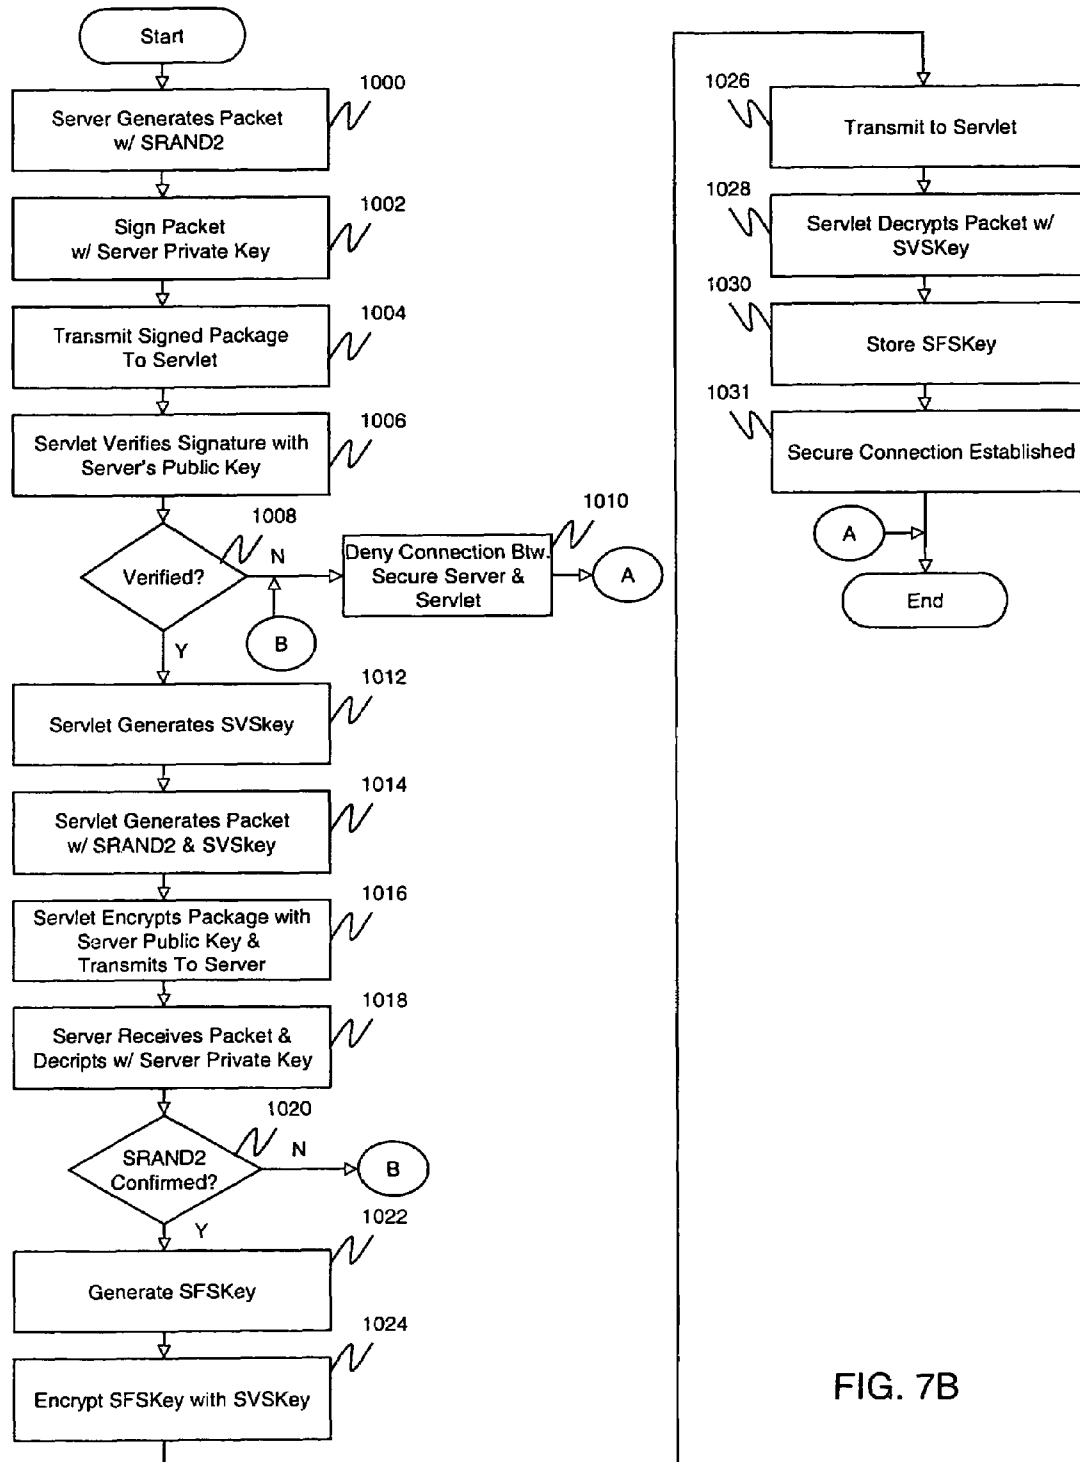 Start
1000
Server Generates Packet
w/ SRAND2
1002
Sign Packet
w/ Server Private Key
1004
Transmit Signed Package
To Servlet
1006
Servlet Verifies Signature with
Server's Public Key
1008
Verified?
N
Y
B
1010
Deny Connection Btw.
Secure Server &
Servlet
A
1012
Servlet Generates SVSkey
1014
Servlet Generates Packet
w/ SRAND2 & SVSkey
1016
Servlet Encrypts Package with
Server Public Key &
Transmits To Server
1018
Server Receives Packet &
Decripts w/ Server Private Key
1020
SRAND2
Confirmed?
N
B
Y
1022
Generate SFSKey
1024
Encrypt SFSKey with SVSKey
1026
Transmit to Servlet
1028
Servlet Decrypts Packet w/
SVSKey
1030
Store SFSKey
1031
Secure Connection Established
A
End
FIG. 7B